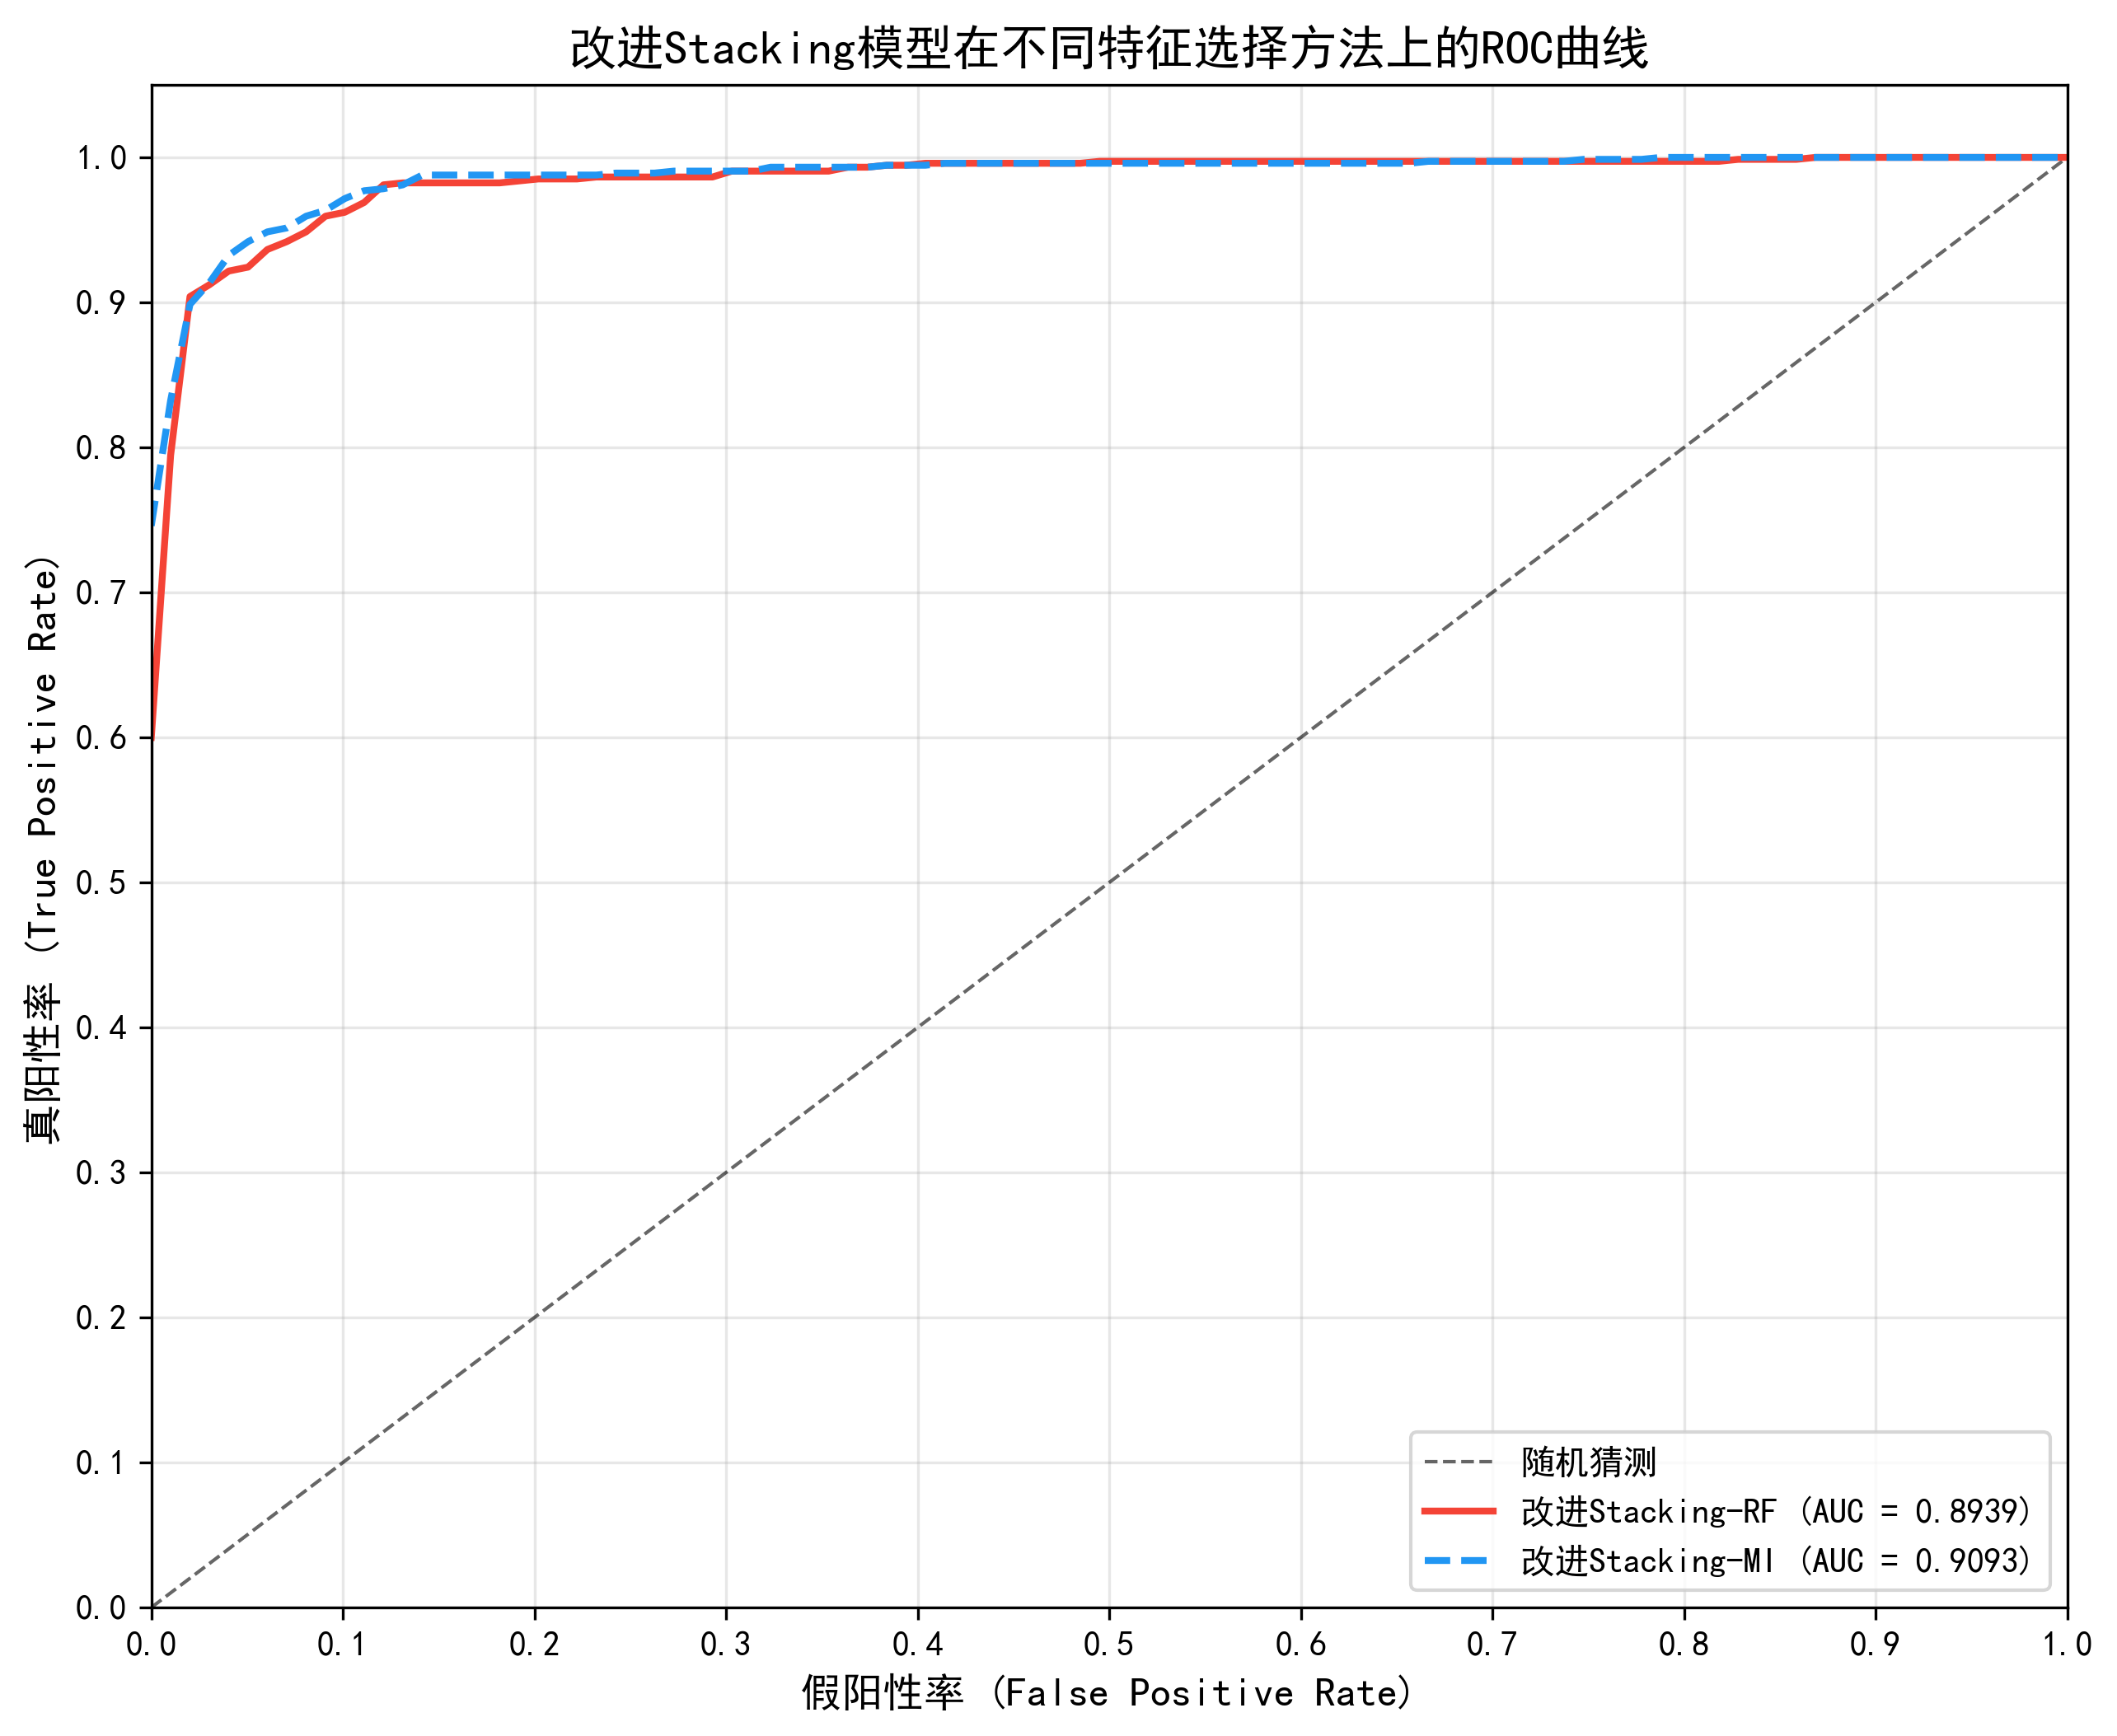 改进Stacking模型在不同特征选择方法上的ROC曲线
真阳性率 (True Positive Rate)
1.0
0.9
0.8
0.7
0.6
0.5
0.4
0.3
0.2
0.1
0.0
0.0 0.1 0.2 0.3 0.4 0.5 0.6 0.7 0.8 0.9 1.0
假阳性率 (False Positive Rate)
随机猜测
改进Stacking-RF (AUC = 0.8939)
改进Stacking-MI (AUC = 0.9093)